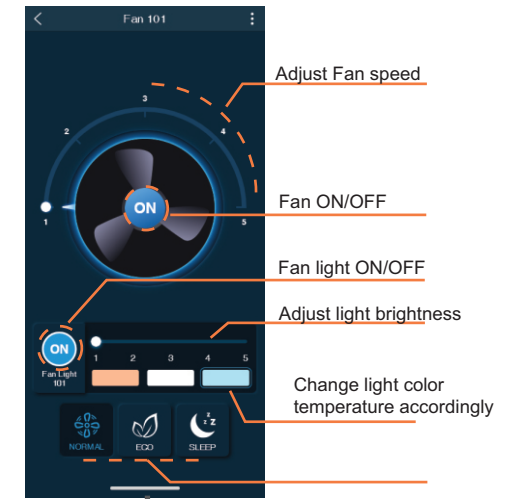 Fan 101
Adjust Fan speed
3
2
4
ON
Fan ON/OFF
1
5
Fan light ON/OFF
Adjust light brightness
ON
1 2 3 4 5
Fan Light
101
Change light color
temperature accordingly
z z z
NORMAL ECO SLEEP